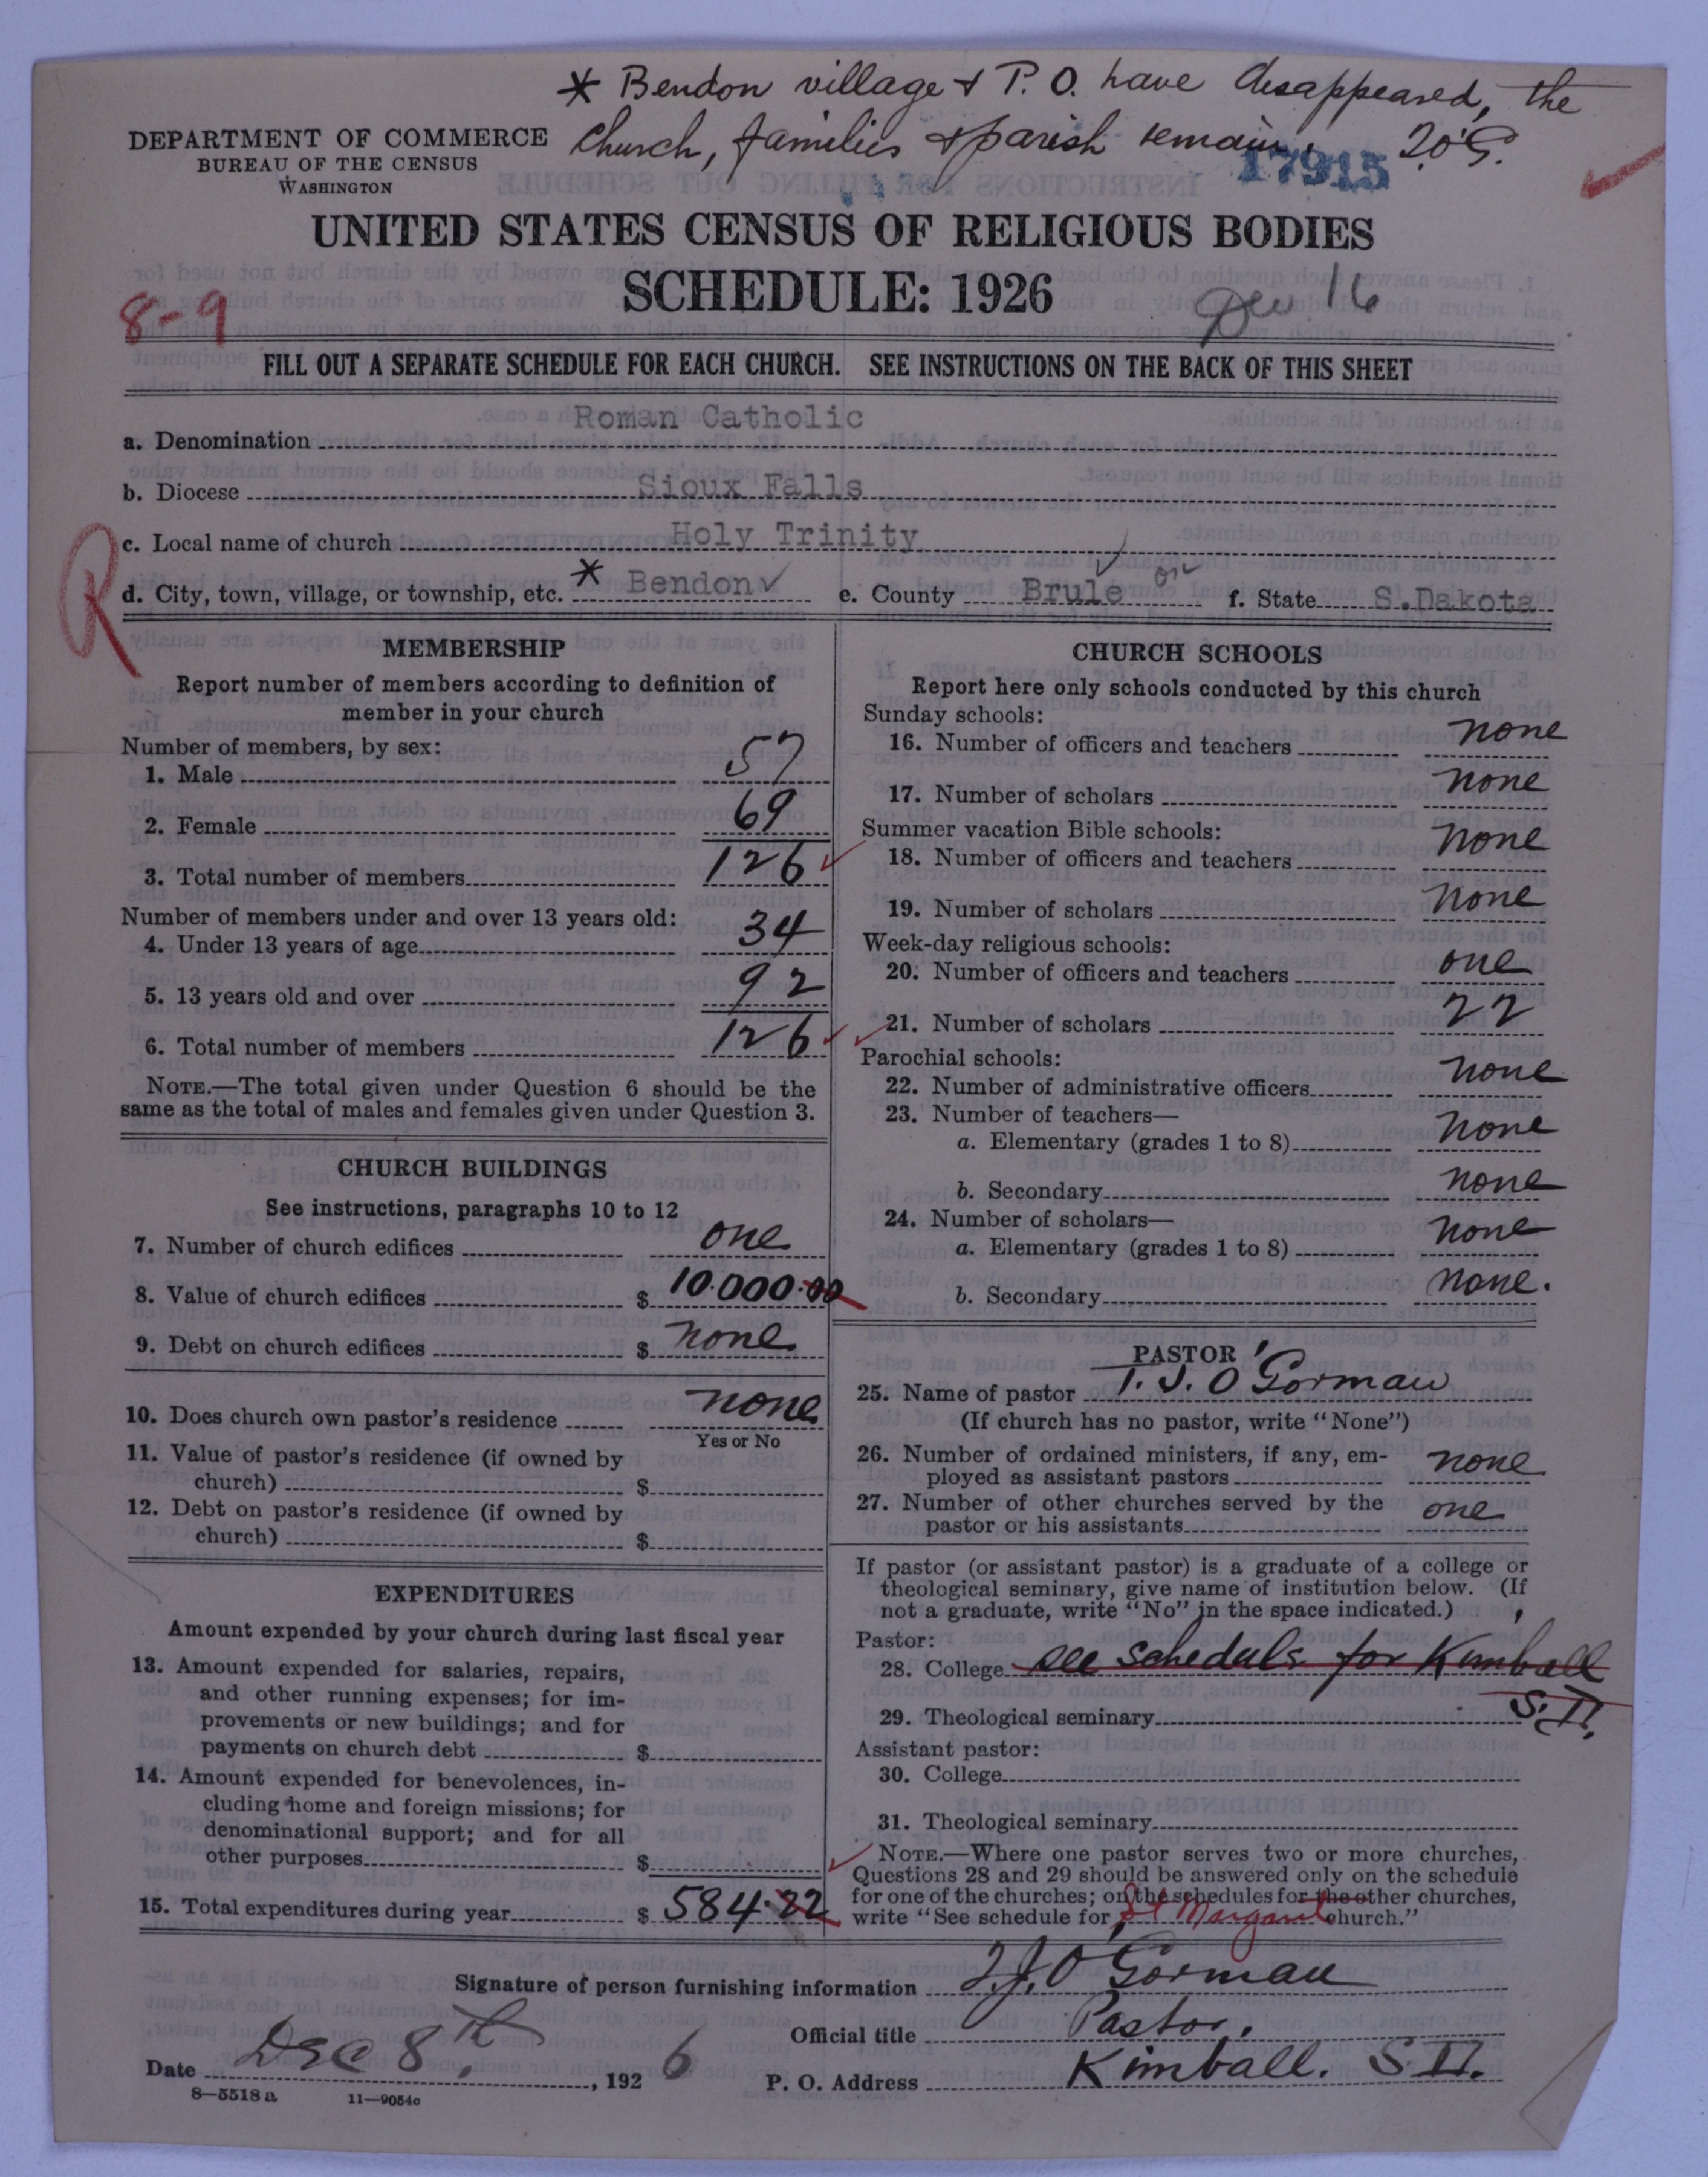 * Bendon village & P. O. have disappeared, the
Church, families & parish remain.
17915
DEPARTMENT OF COMMERCE
BUREAU OF THE CENSUS
WASHINGTON
UNITED STATES CENSUS OF RELIGIOUS BODIES
SCHEDULE: 1926
16
8-9
FILL OUT A SEPARATE SCHEDULE FOR EACH CHURCH. SEE INSTRUCTIONS ON THE BACK OF THIS SHEET
a. Denomination Roman Catholic
b. Diocese Sioux Falls
c. Local name of church Holy Trinity
R
d. City, town, village, or township, etc. * Bendon ✓ e. County Brule ✓ f. State S.Dakota
MEMBERSHIP
Report number of members according to definition of
member in your church
Number of members, by sex:
1. Male 57
2. Female 69
3. Total number of members 126 ✓
Number of members under and over 13 years old:
4. Under 13 years of age 34
5. 13 years old and over 92
6. Total number of members 126 ✓
NOTE.—The total given under Question 6 should be the
same as the total of males and females given under Question 3.
CHURCH BUILDINGS
See instructions, paragraphs 10 to 12
7. Number of church edifices one
8. Value of church edifices $ 10.000.00
9. Debt on church edifices $ none
10. Does church own pastor's residence none
Yes or No
11. Value of pastor's residence (if owned by
church) $
12. Debt on pastor's residence (if owned by
church) $
EXPENDITURES
Amount expended by your church during last fiscal year
13. Amount expended for salaries, repairs,
and other running expenses; for im-
provements or new buildings; and for
payments on church debt $
14. Amount expended for benevolences, in-
cluding home and foreign missions; for
denominational support; and for all
other purposes $
15. Total expenditures during year $ 584.22
CHURCH SCHOOLS
Report here only schools conducted by this church
Sunday schools:
16. Number of officers and teachers none
17. Number of scholars none
Summer vacation Bible schools:
18. Number of officers and teachers none
19. Number of scholars none
Week-day religious schools:
20. Number of officers and teachers one
✓ 21. Number of scholars 22
Parochial schools:
22. Number of administrative officers none
23. Number of teachers—
a. Elementary (grades 1 to 8) none
b. Secondary none
24. Number of scholars—
a. Elementary (grades 1 to 8) none
b. Secondary none.
PASTOR
25. Name of pastor T. J. O'Gorman
(If church has no pastor, write "None")
26. Number of ordained ministers, if any, em-
ployed as assistant pastors none
27. Number of other churches served by the
pastor or his assistants one
If pastor (or assistant pastor) is a graduate of a college or
theological seminary, give name of institution below. (If
not a graduate, write "No" in the space indicated.)
Pastor:
28. College see schedule for Kimball
S.D.
29. Theological seminary
Assistant pastor:
30. College
31. Theological seminary
✓ NOTE.—Where one pastor serves two or more churches,
Questions 28 and 29 should be answered only on the schedule
for one of the churches; on the schedules for the other churches,
write "See schedule for St Margaret church."
Signature of person furnishing information T.J. O'Gorman
Official title Pastor.
Date Dec 8th, 1926
P. O. Address Kimball. S D.
8—5518a 11—9054c